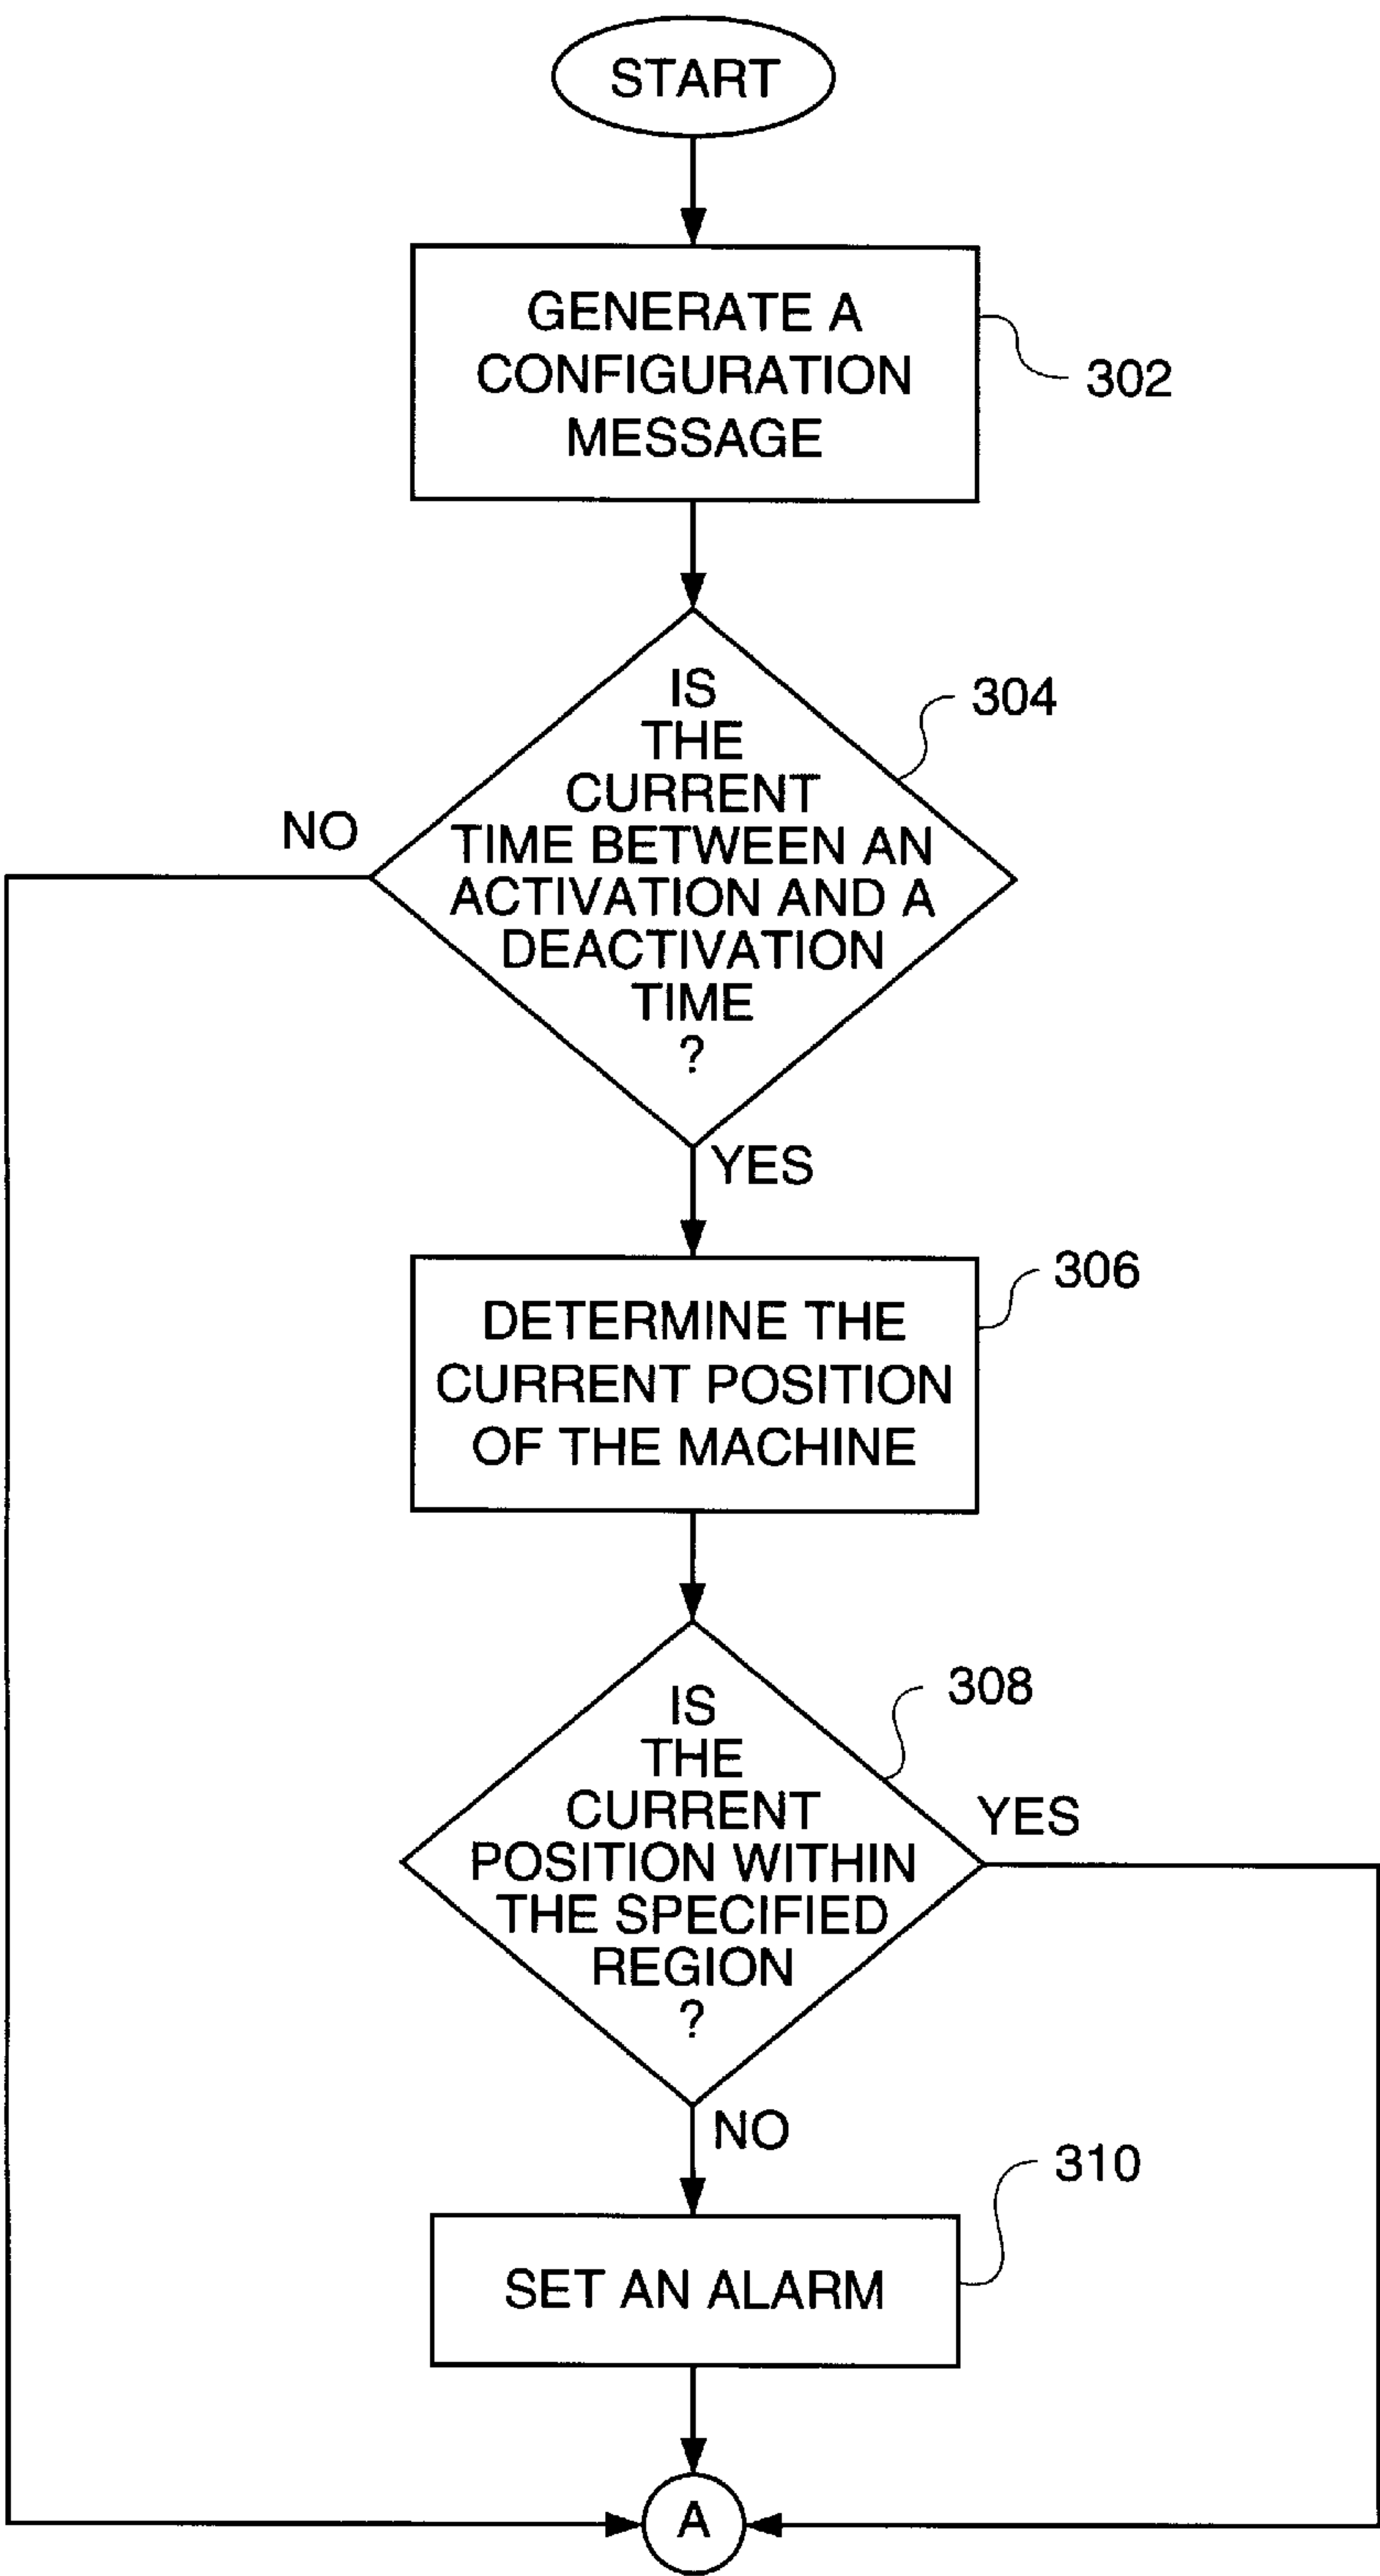 START
GENERATE A
CONFIGURATION
MESSAGE
302
IS
THE
CURRENT
TIME BETWEEN AN
ACTIVATION AND A
DEACTIVATION
TIME
?
304
NO
YES
DETERMINE THE
CURRENT POSITION
OF THE MACHINE
306
IS
THE
CURRENT
POSITION WITHIN
THE SPECIFIED
REGION
?
308
YES
NO
SET AN ALARM
310
A